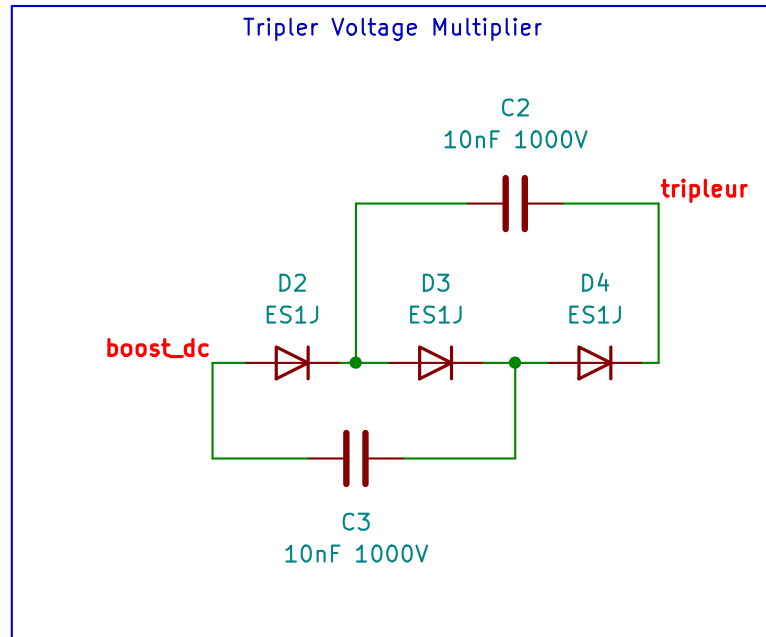 Tripler Voltage Multiplier
C2
10nF 1000V
tripleur
D2
ES1J
D3
ES1J
D4
ES1J
boost_dc
C3
10nF 1000V